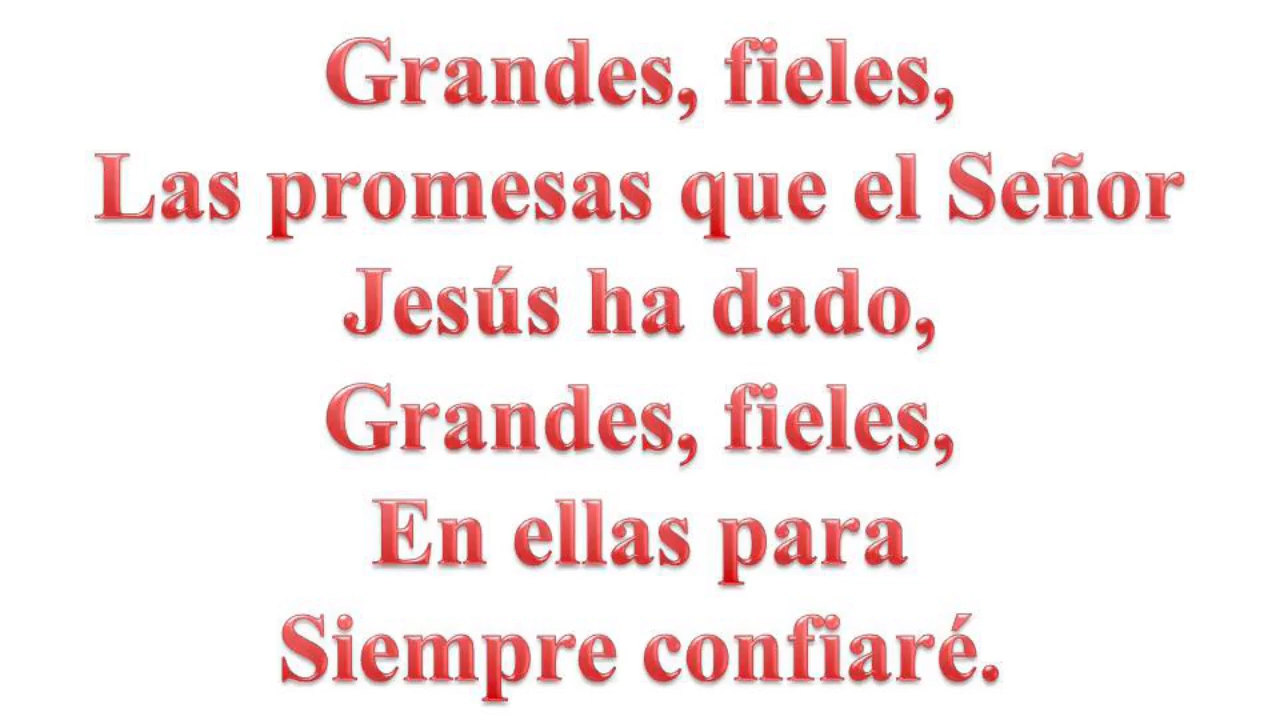 Grandes, fieles,
Las promesas que el Señor
Jesús ha dado,
Grandes, fieles,
En ellas para
Siempre confiaré.